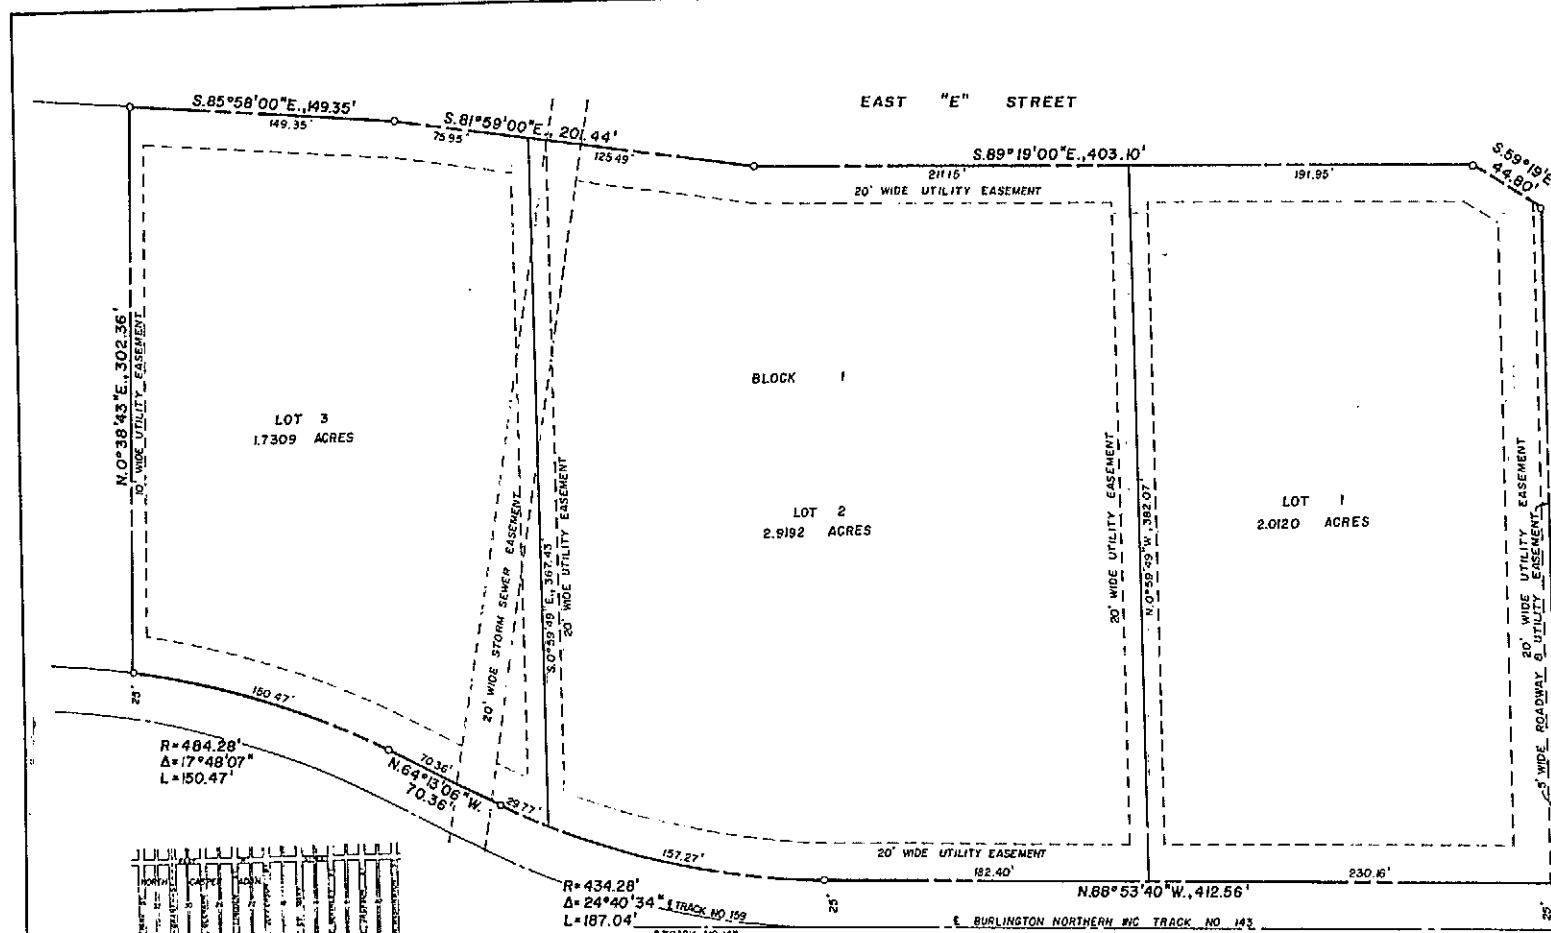 EAST "E" STREET
S.85°58'00"E.,149.35'
149.35'
S.81°59'00"E., 201.44'
75.95'
125.49'
S.89°19'00"E.,403.10'
211.15'
191.95'
S.59°19'E
44.80'
20' WIDE UTILITY EASEMENT
N.0°38'43"E.,302.36'
10' WIDE UTILITY EASEMENT
LOT 3
1.7309 ACRES
BLOCK 1
LOT 2
2.9192 ACRES
LOT 1
2.0120 ACRES
20' WIDE STORM SEWER EASEMENT
S.0°59'49"E., 367.43'
20' WIDE UTILITY EASEMENT
20' WIDE UTILITY EASEMENT
N.0°59'49"W.,382.07'
20' WIDE UTILITY EASEMENT
5' WIDE ROADWAY & UTILITY EASEMENT
25'
150.47'
R=484.28'
Δ=17°48'07"
L=150.47'
70.36'
N.64°13'06"W.
70.36'
29.77'
157.27'
20' WIDE UTILITY EASEMENT
182.40'
230.16'
N.88°53'40"W., 412.56'
25'
25'
R=434.28'
Δ=24°40'34"
L=187.04'
TRACK NO 159
BURLINGTON NORTHERN INC TRACK NO 143
EAST
NORTH CASPER ADDN